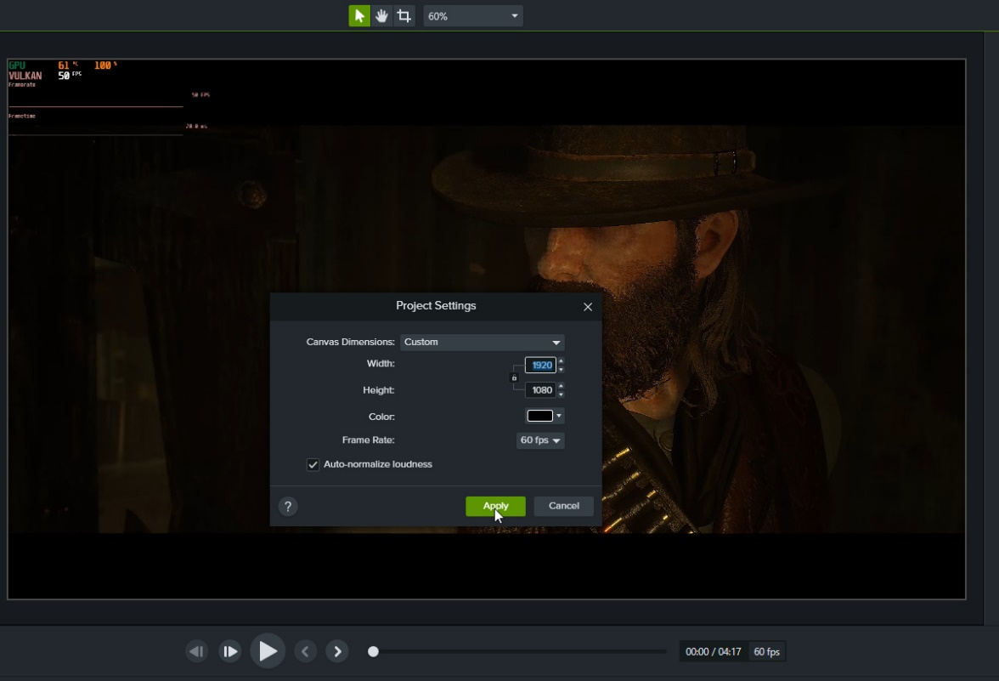 60%
GPU 61 °C 100 %
VULKAN 50 FPS
Framerate
50 FPS
Frametime
20.0 ms
Project Settings
Canvas Dimensions: Custom
Width: 1920
Height: 1080
Color:
Frame Rate: 60 fps
Auto-normalize loudness
? Apply Cancel
00:00 / 04:17 60 fps